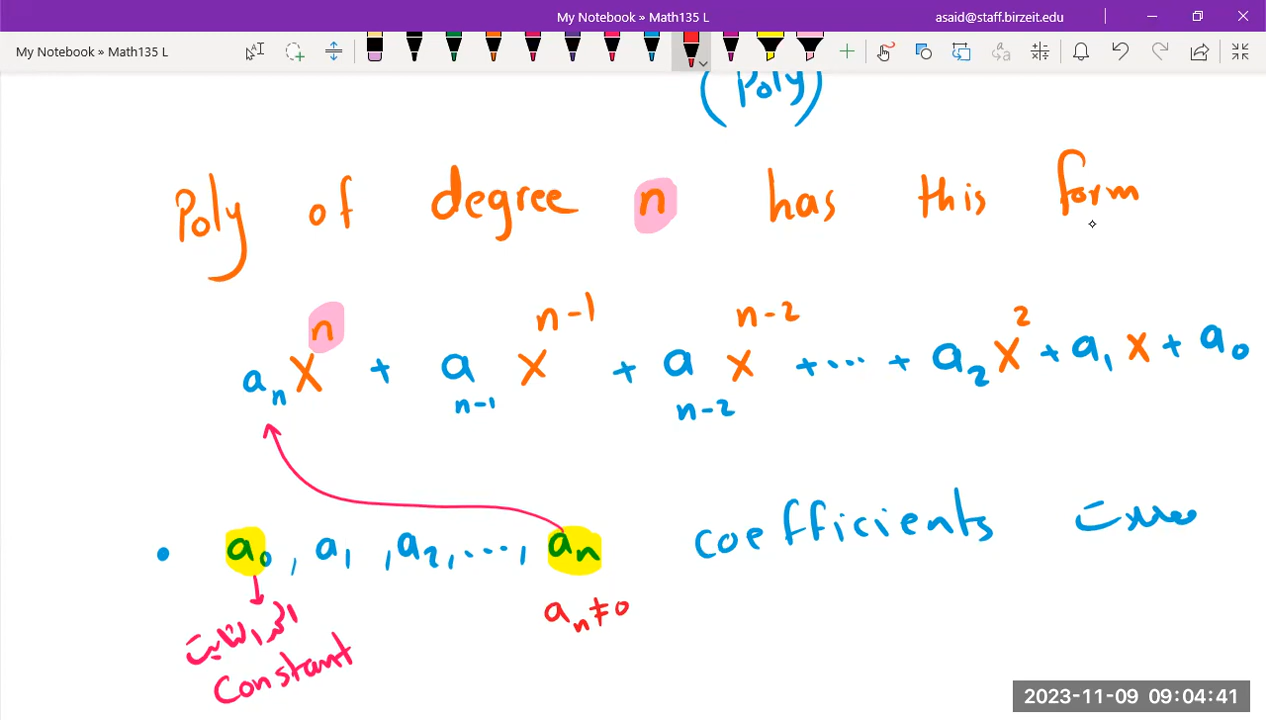 My Notebook » Math135 L
asaid@staff.birzeit.edu
My Notebook » Math135 L
(Poly)
Poly of degree n has this form
aₙxⁿ + aₙ₋₁xⁿ⁻¹ + aₙ₋₂xⁿ⁻² + ... + a₂x² + a₁x + a₀
• a₀, a₁, a₂, ..., aₙ coefficients معاملات
الحد الثابت aₙ≠0
Constant
2023-11-09 09:04:41